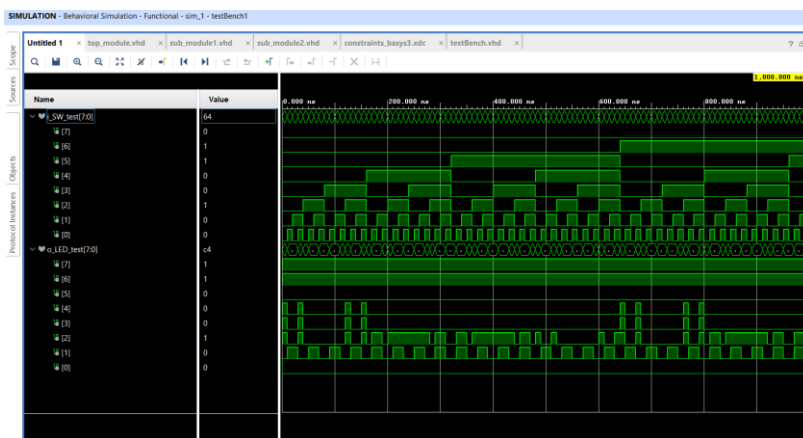 SIMULATION - Behavioral Simulation - Functional - sim_1 - testBench1
Untitled 1 × top_module.vhd × sub_module1.vhd × sub_module2.vhd × constraints_basys3.xdc × testBench.vhd × ?
Scope
Sources
Objects
Protocol Instances
1,000.000 ns
Name Value 0.000 ns 200.000 ns 400.000 ns 600.000 ns 800.000 ns
i_SW_test[7:0] 64
[7] 0
[6] 1
[5] 1
[4] 0
[3] 0
[2] 1
[1] 0
[0] 0
o_LED_test[7:0] c4
[7] 1
[6] 1
[5] 0
[4] 0
[3] 0
[2] 1
[1] 0
[0] 0